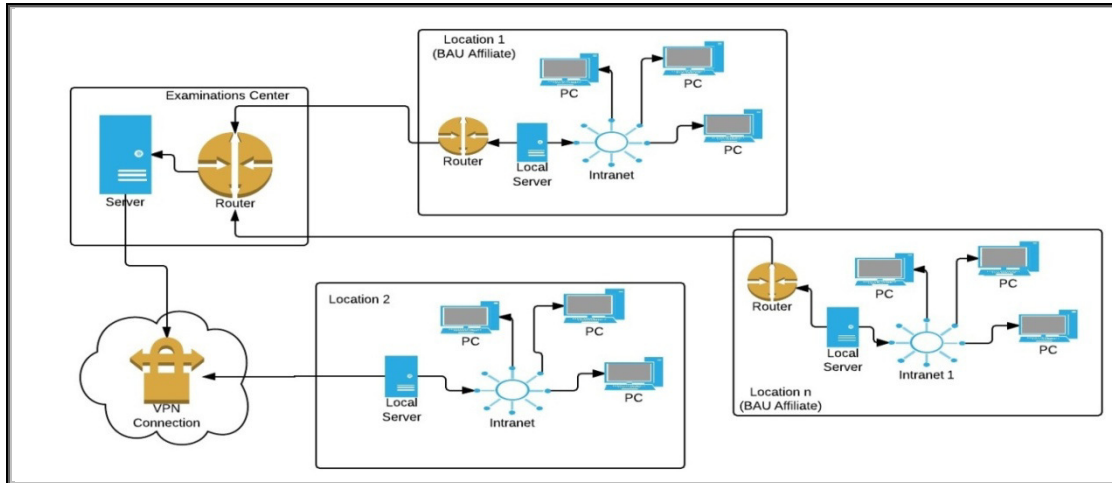 Location 1
(BAU Affiliate)
PC
PC
PC
Router
Local
Server
Intranet
Examinations Center
Server
Router
Location 2
PC
PC
PC
Local
Server
Intranet
VPN
Connection
PC
PC
PC
Router
Local
Server
Intranet 1
Location n
(BAU Affiliate)